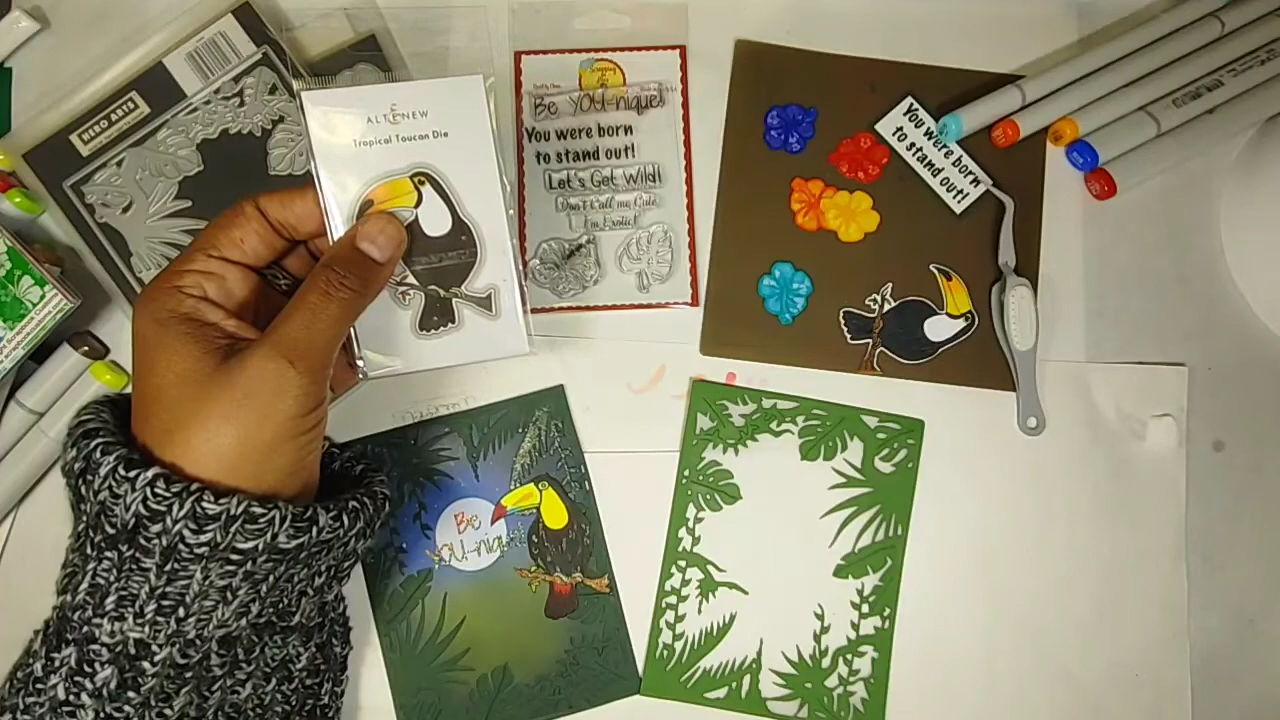 HERO ARTS
ALTENEW
Tropical Toucan Die
Scrapping
Be YOU-nique!
You were born
to stand out!
Let's Get Wild!
Don't Call me Cute,
I'm Exotic!
You were born
to stand out!
Be
YOU-nique